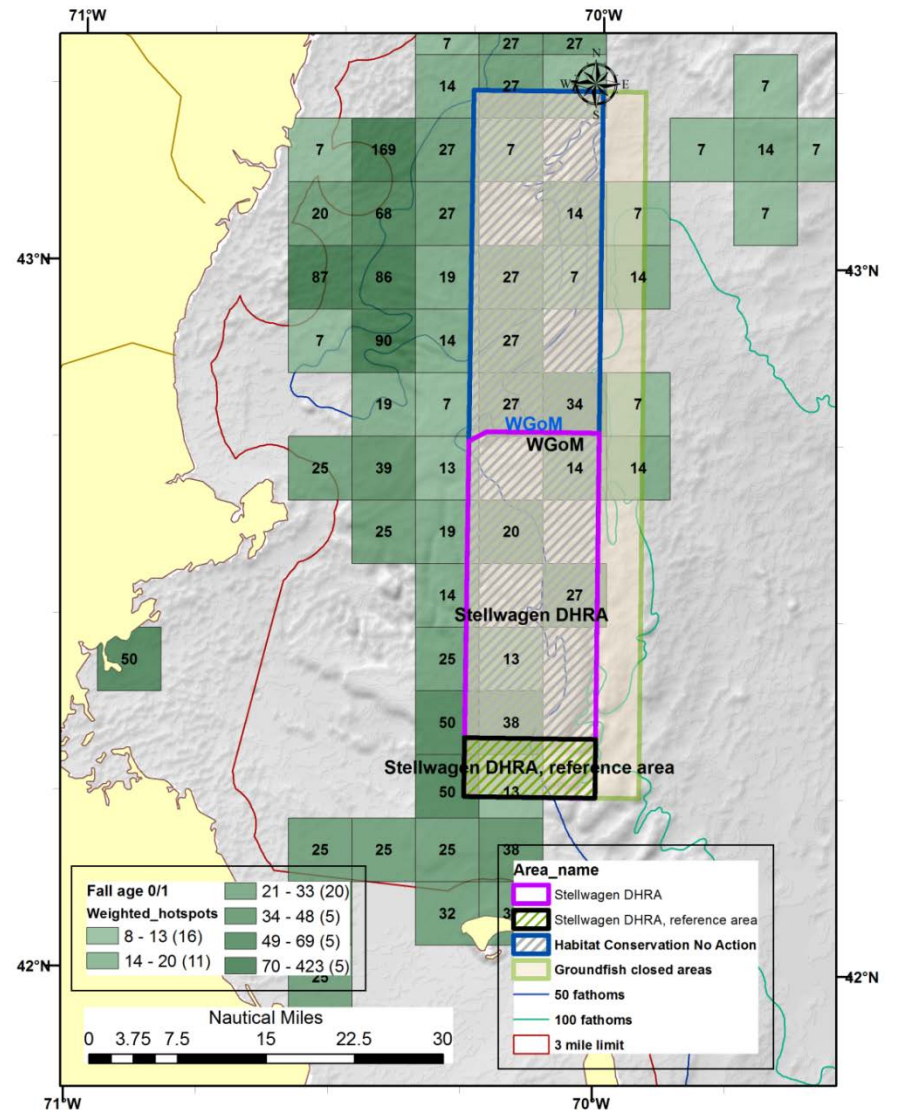 71°W 70°W
7 27 27
N
14 27 W E 7
S
7 169 27 7 7 14 7
20 68 27 14 7 7
43°N 43°N
87 86 19 27 7 14
7 90 14 27
19 7 27 34 7
WGoM
WGoM
25 39 13 14 14
25 19 20
14 27
Stellwagen DHRA
50 25 13
50 38
Stellwagen DHRA, reference area
50 13
25 25 25 38
32
25
Fall age 0/1
Weighted_hotspots
8 - 13 (16)
14 - 20 (11)
21 - 33 (20)
34 - 48 (5)
49 - 69 (5)
70 - 423 (5)
Area_name
Stellwagen DHRA
Stellwagen DHRA, reference area
Habitat Conservation No Action
Groundfish closed areas
50 fathoms
100 fathoms
3 mile limit
42°N 42°N
Nautical Miles
0 3.75 7.5 15 22.5 30
71°W 70°W